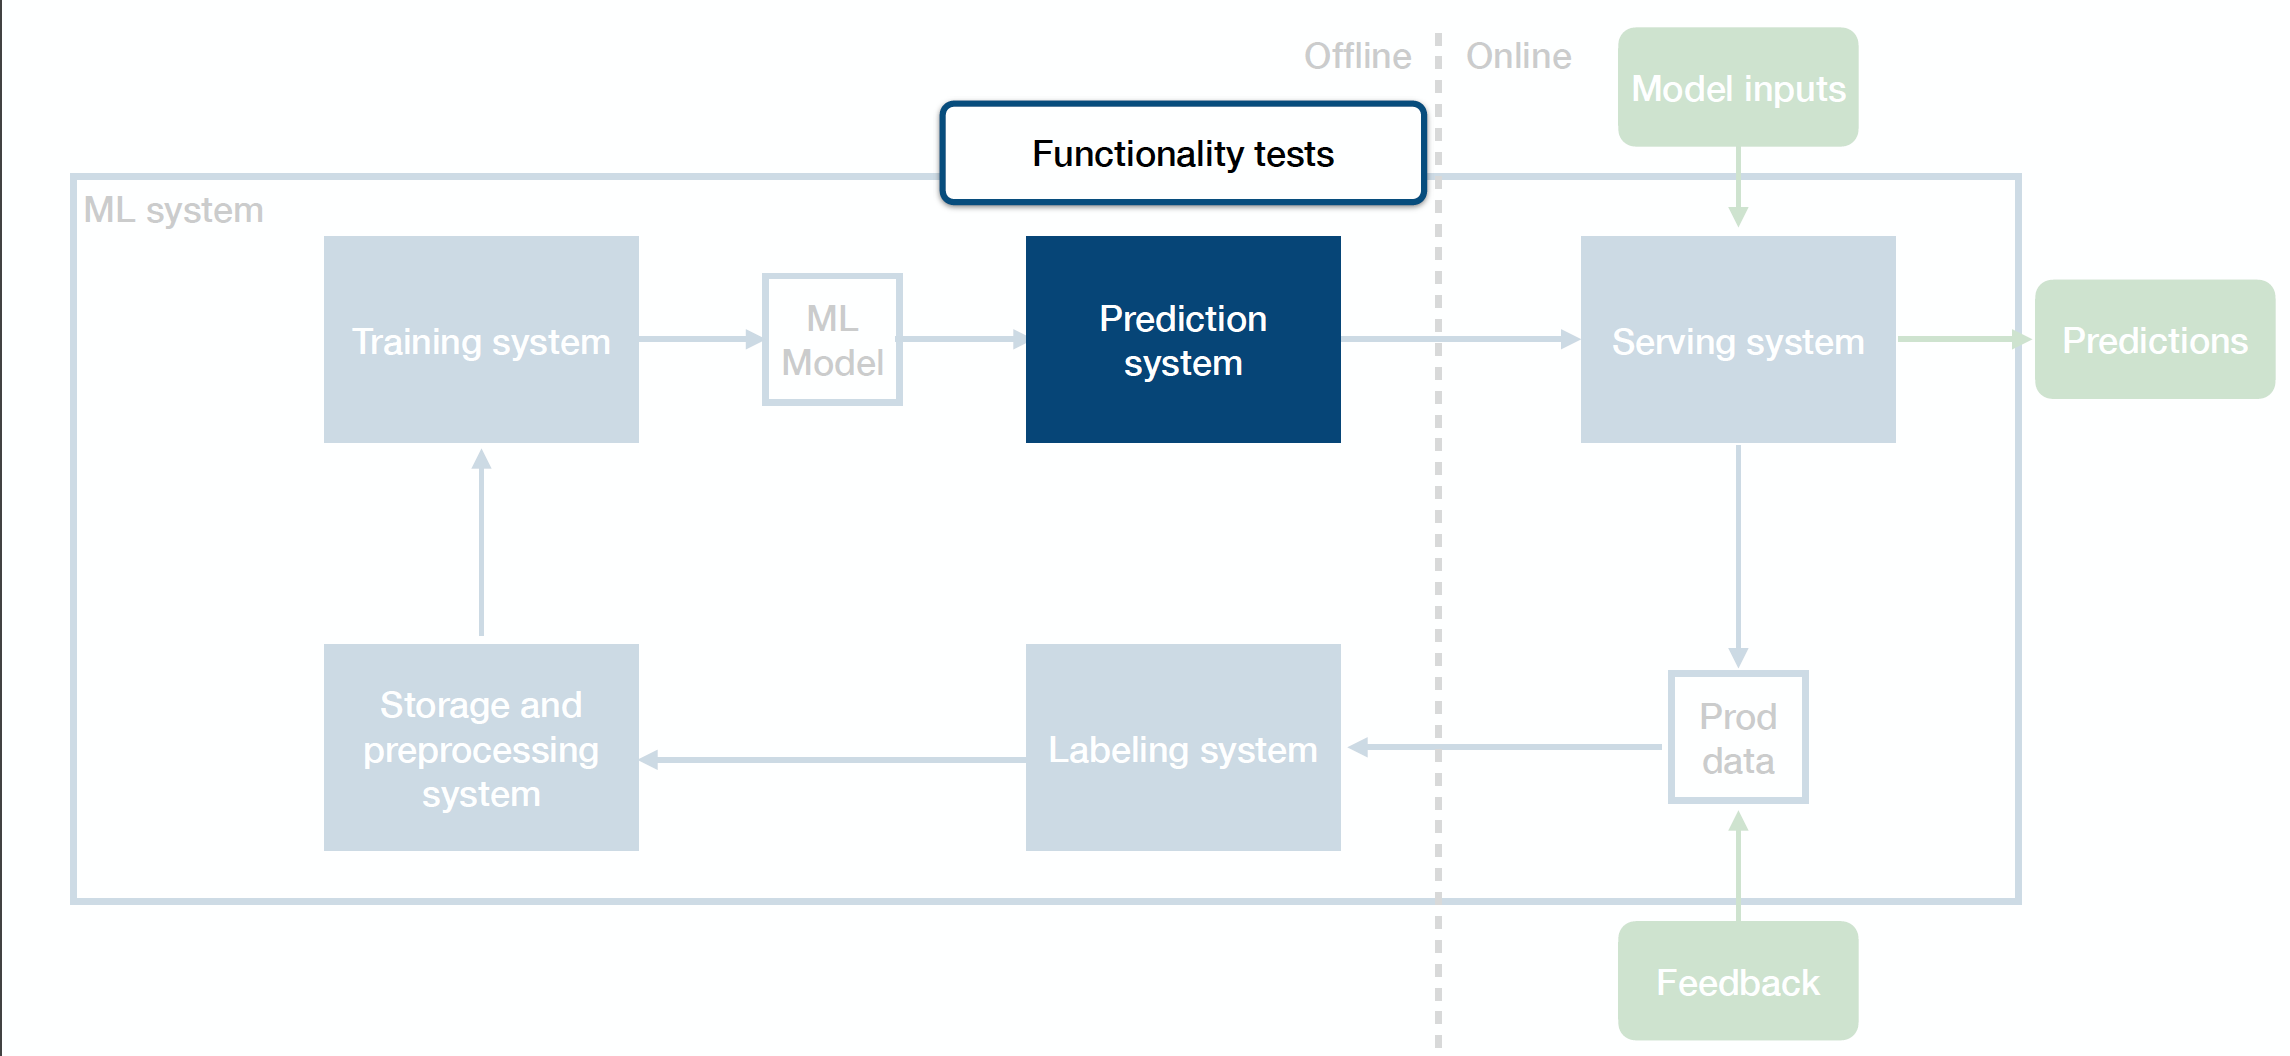 Offline
Online
Model inputs
Functionality tests
ML system
Training system
ML
Model
Prediction
system
Serving system
Predictions
Storage and
preprocessing
system
Labeling system
Prod
data
Feedback